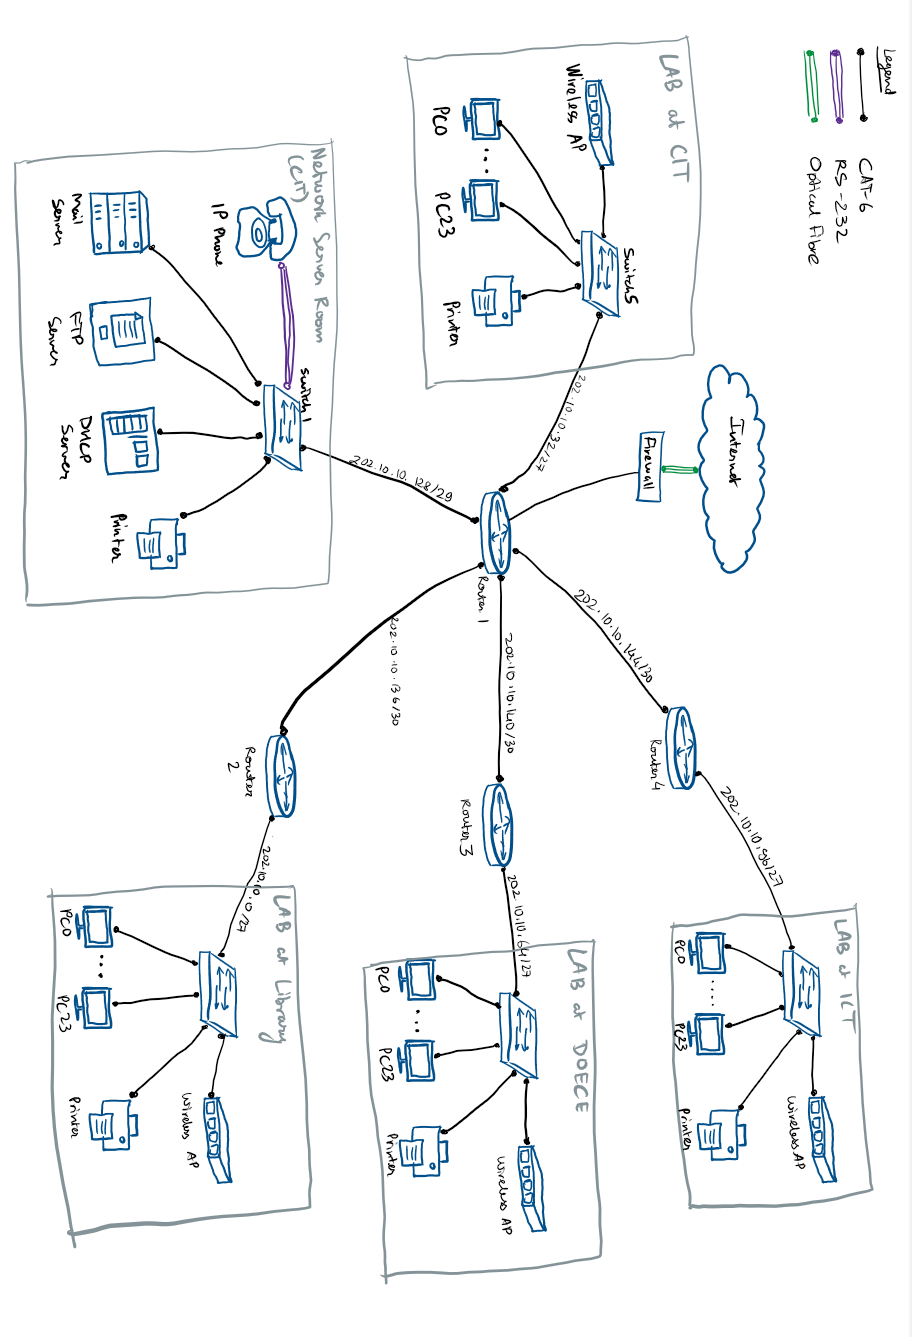 Legend
CAT-6
RS-232
Optical Fibre
LAB at CIT
Wireless AP
PC0
...
PC23
Printer
Switch5
202.10.10.32/27
Internet
Firewall
Network Server Room
(CIT)
IP Phone
Mail
Server
FTP
Server
DHCP
Server
Printer
Switch 1
202.10.10.128/29
Router 1
202.10.10.136/30
202.10.10.140/30
202.10.10.144/30
Router
2
Router 3
Router 4
202.10.10.0/27
202.10.10.64/27
202.10.10.96/27
LAB at Library
PC0
...
PC23
Printer
Wireless
AP
LAB at DOECE
PC0
...
PC23
Printer
Wireless AP
LAB at ICT
PC0
....
PC23
Printer
Wireless AP